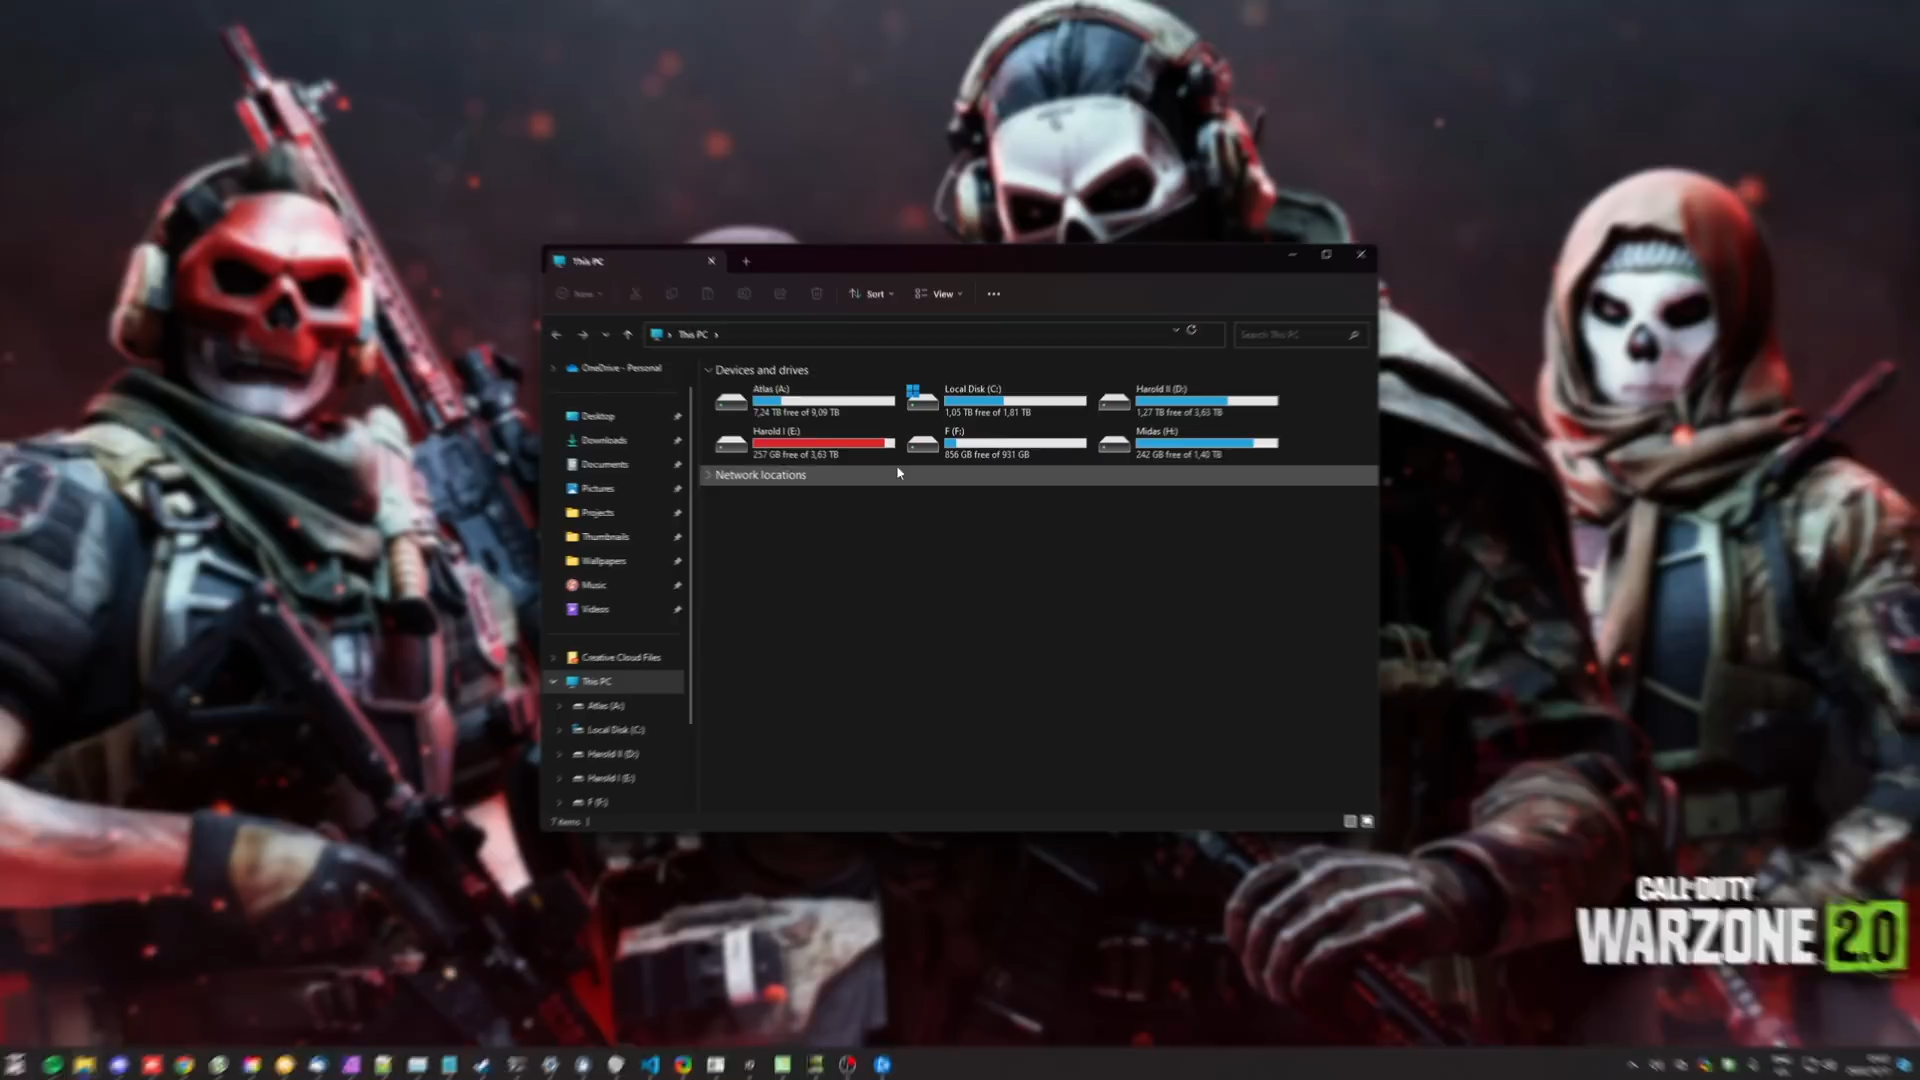 This PC
New
Sort
View
This PC
Search This PC
OneDrive - Personal
Desktop
Downloads
Documents
Pictures
Projects
Thumbnails
Wallpapers
Music
Videos
Creative Cloud Files
This PC
Atlas (A:)
Local Disk (C:)
Harold II (D:)
Harold I (E:)
F (F:)
Devices and drives
Atlas (A:)
7,24 TB free of 9,09 TB
Local Disk (C:)
1,05 TB free of 1,81 TB
Harold II (D:)
1,27 TB free of 3,63 TB
Harold I (E:)
257 GB free of 3,63 TB
F (F:)
856 GB free of 931 GB
Midas (H:)
242 GB free of 1,40 TB
Network locations
7 items
CALL OF DUTY
WARZONE 2.0